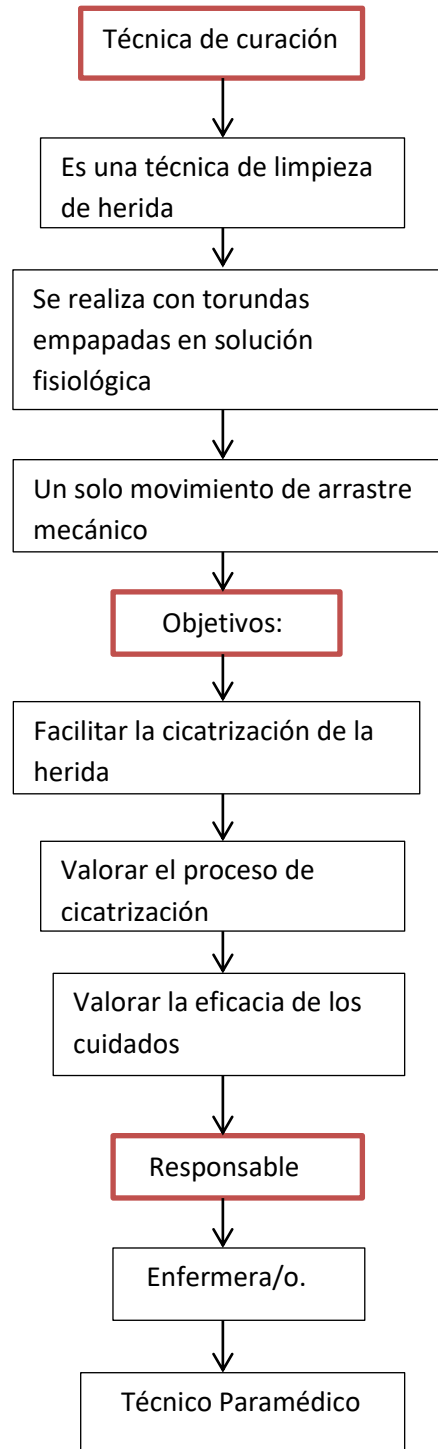 Técnica de curación
Es una técnica de limpieza
de herida
Se realiza con torundas
empapadas en solución
fisiológica
Un solo movimiento de arrastre
mecánico
Objetivos:
Facilitar la cicatrización de la
herida
Valorar el proceso de
cicatrización
Valorar la eficacia de los
cuidados
Responsable
Enfermera/o.
Técnico Paramédico